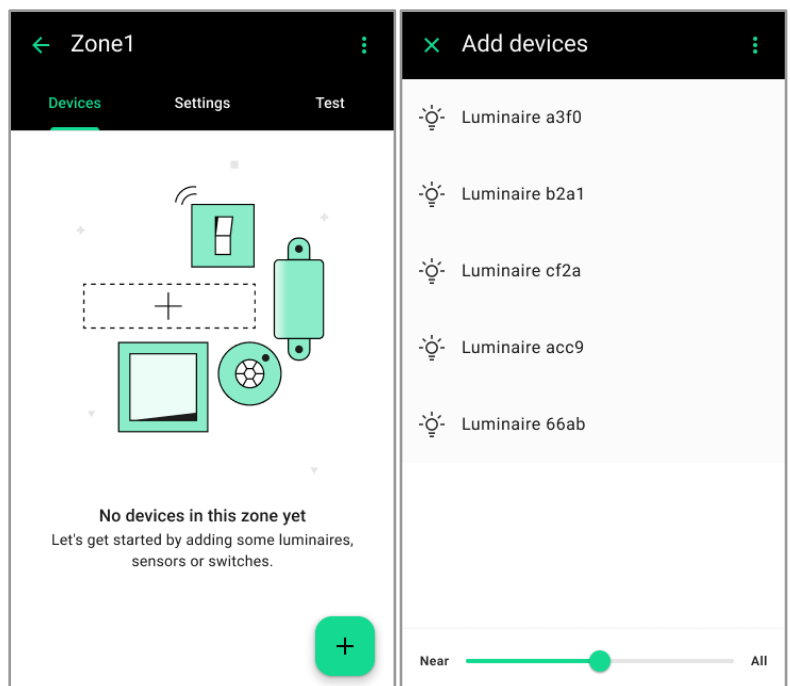 Zone1
Devices Settings Test
No devices in this zone yet
Let's get started by adding some luminaires,
sensors or switches.
Add devices
Luminaire a3f0
Luminaire b2a1
Luminaire cf2a
Luminaire acc9
Luminaire 66ab
Near All